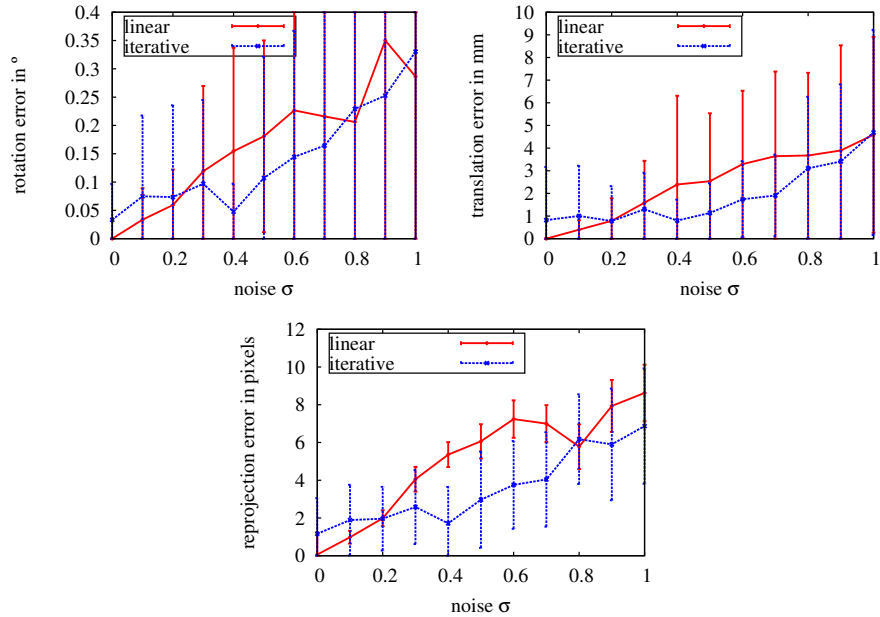 linear
iterative
rotation error in º
0.4
0.35
0.3
0.25
0.2
0.15
0.1
0.05
0
0 0.2 0.4 0.6 0.8 1
noise σ
linear
iterative
translation error in mm
10
9
8
7
6
5
4
3
2
1
0
0 0.2 0.4 0.6 0.8 1
noise σ
linear
iterative
reprojection error in pixels
12
10
8
6
4
2
0
0 0.2 0.4 0.6 0.8 1
noise σ